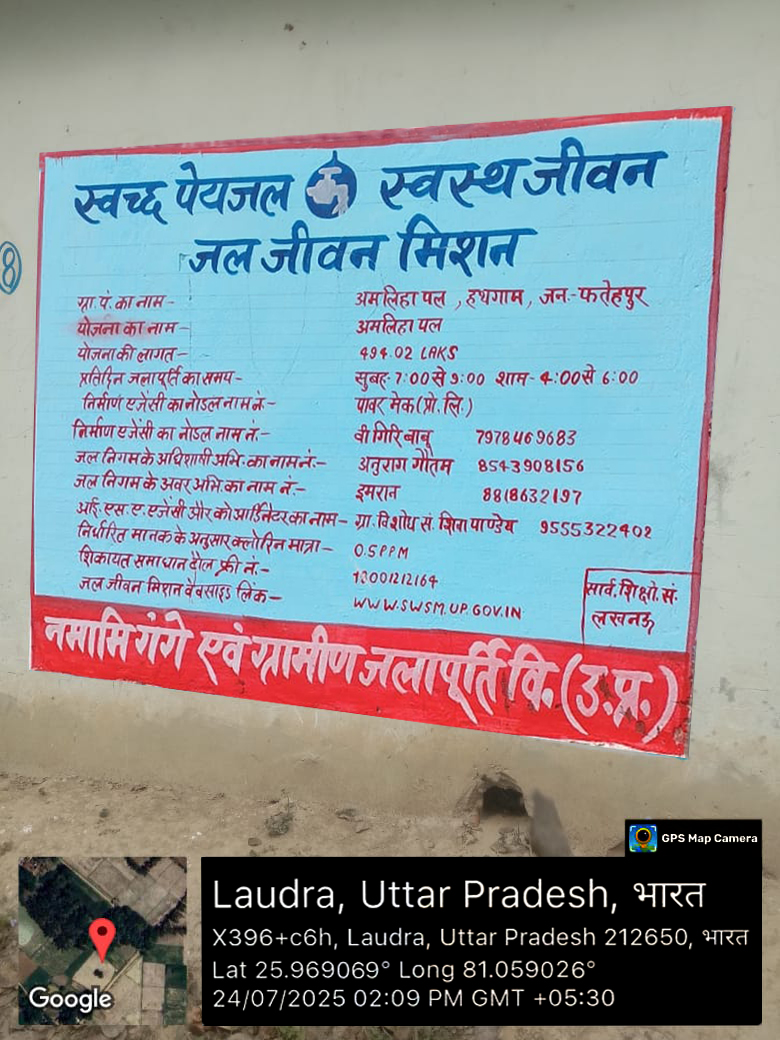 8
स्वच्छ पेयजल स्वस्थ जीवन
जल जीवन मिशन
ग्रा.पं. का नाम - अमलिहा पल , हथगाम , जन.- फतेहपुर
योजना का नाम - अमलिहा पल
योजना की लागत - 494.02 LAKS
प्रतिदिन जलापूर्ति का समय - सुबह- 7:00 से 9:00 शाम- 4:00 से 6:00
निर्माण एजेंसी का नोडल नाम नं.- पावर मेक (प्रो. लि.)
निर्माण एजेंसी का नोडल नाम नं.- वी गिरि बाबू 7978469683
जल निगम के अधिशाषी अभि. का नाम नं.- अनुराग गौतम 8543908156
जल निगम के अवर अभि. का नाम नं.- इमरान 8818632197
आई. एस. ए. एजेंसी और को आर्डिनेटर का नाम - ग्रा. वि शोध सं. शिवा पाण्डेय 9555322402
निर्धारित मानक के अनुसार क्लोरिन मात्रा - 0.5 PPM
शिकायत समाधान टोल फ्री नं.- 18001212164
जल जीवन मिशन वैबसाइड लिंक - WWW.SWSM.UP.GOV.IN
सार्व. शिक्षो. सं.
लखनऊ
नमामि गंगे एवं ग्रामीण जलापूर्ति वि. (उ.प्र.)
GPS Map Camera
Laudra, Uttar Pradesh, भारत
X396+c6h, Laudra, Uttar Pradesh 212650, भारत
Lat 25.969069° Long 81.059026°
24/07/2025 02:09 PM GMT +05:30
Google